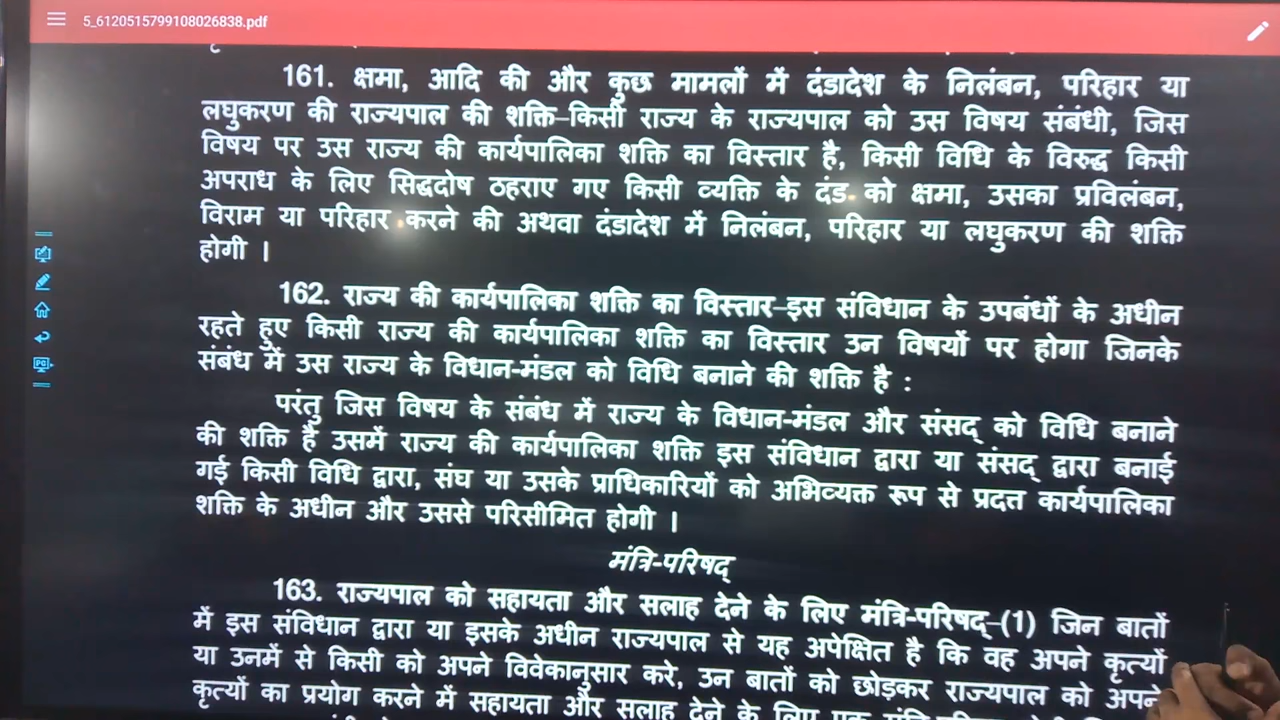 5_6120515799108026838.pdf
161. क्षमा, आदि की और कुछ मामलों में दंडादेश के निलंबन, परिहार या
लघुकरण की राज्यपाल की शक्ति–किसी राज्य के राज्यपाल को उस विषय संबंधी, जिस
विषय पर उस राज्य की कार्यपालिका शक्ति का विस्तार है, किसी विधि के विरुद्ध किसी
अपराध के लिए सिद्धदोष ठहराए गए किसी व्यक्ति के दंड को क्षमा, उसका प्रविलंबन,
विराम या परिहार करने की अथवा दंडादेश में निलंबन, परिहार या लघुकरण की शक्ति
होगी ।
162. राज्य की कार्यपालिका शक्ति का विस्तार–इस संविधान के उपबंधों के अधीन
रहते हुए किसी राज्य की कार्यपालिका शक्ति का विस्तार उन विषयों पर होगा जिनके
संबंध में उस राज्य के विधान-मंडल को विधि बनाने की शक्ति है :
परंतु जिस विषय के संबंध में राज्य के विधान-मंडल और संसद् को विधि बनाने
की शक्ति है उसमें राज्य की कार्यपालिका शक्ति इस संविधान द्वारा या संसद् द्वारा बनाई
गई किसी विधि द्वारा, संघ या उसके प्राधिकारियों को अभिव्यक्त रूप से प्रदत्त कार्यपालिका
शक्ति के अधीन और उससे परिसीमित होगी ।
मंत्रि-परिषद्
163. राज्यपाल को सहायता और सलाह देने के लिए मंत्रि-परिषद्–(1) जिन बातों
में इस संविधान द्वारा या इसके अधीन राज्यपाल से यह अपेक्षित है कि वह अपने कृत्यों
या उनमें से किसी को अपने विवेकानुसार करे, उन बातों को छोड़कर राज्यपाल को अपने
कृत्यों का प्रयोग करने में सहायता और सलाह देने के लिए एक